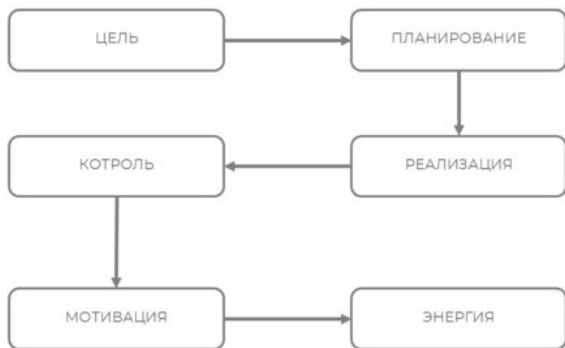 ЦЕЛЬ
ПЛАНИРОВАНИЕ
РЕАЛИЗАЦИЯ
КОТРОЛЬ
МОТИВАЦИЯ
ЭНЕРГИЯ